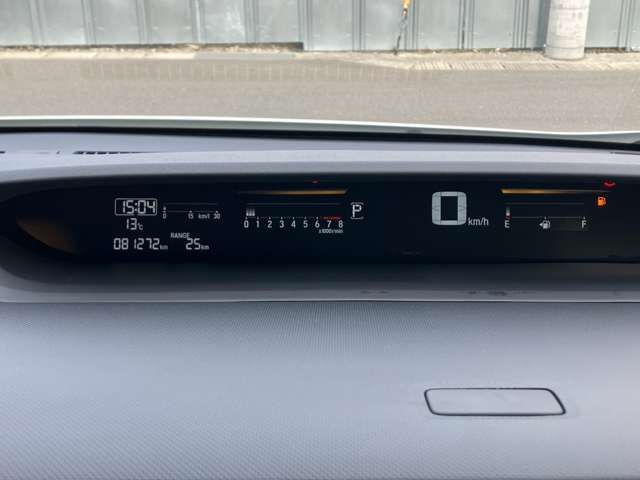 15:04
0 15 km/l 30
13℃
081272km
RANGE
25km
0 1 2 3 4 5 6 7 8
x1000r/min
P
0 km/h
E F